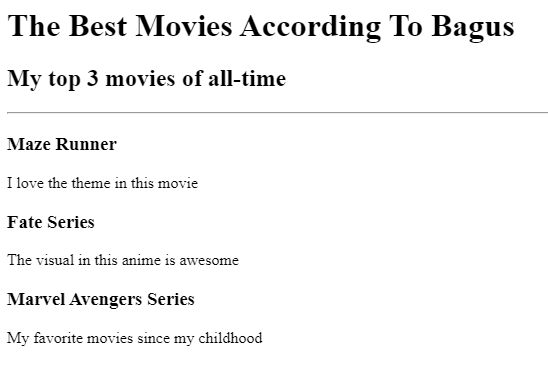 The Best Movies According To Bagus
My top 3 movies of all-time
Maze Runner
I love the theme in this movie
Fate Series
The visual in this anime is awesome
Marvel Avengers Series
My favorite movies since my childhood